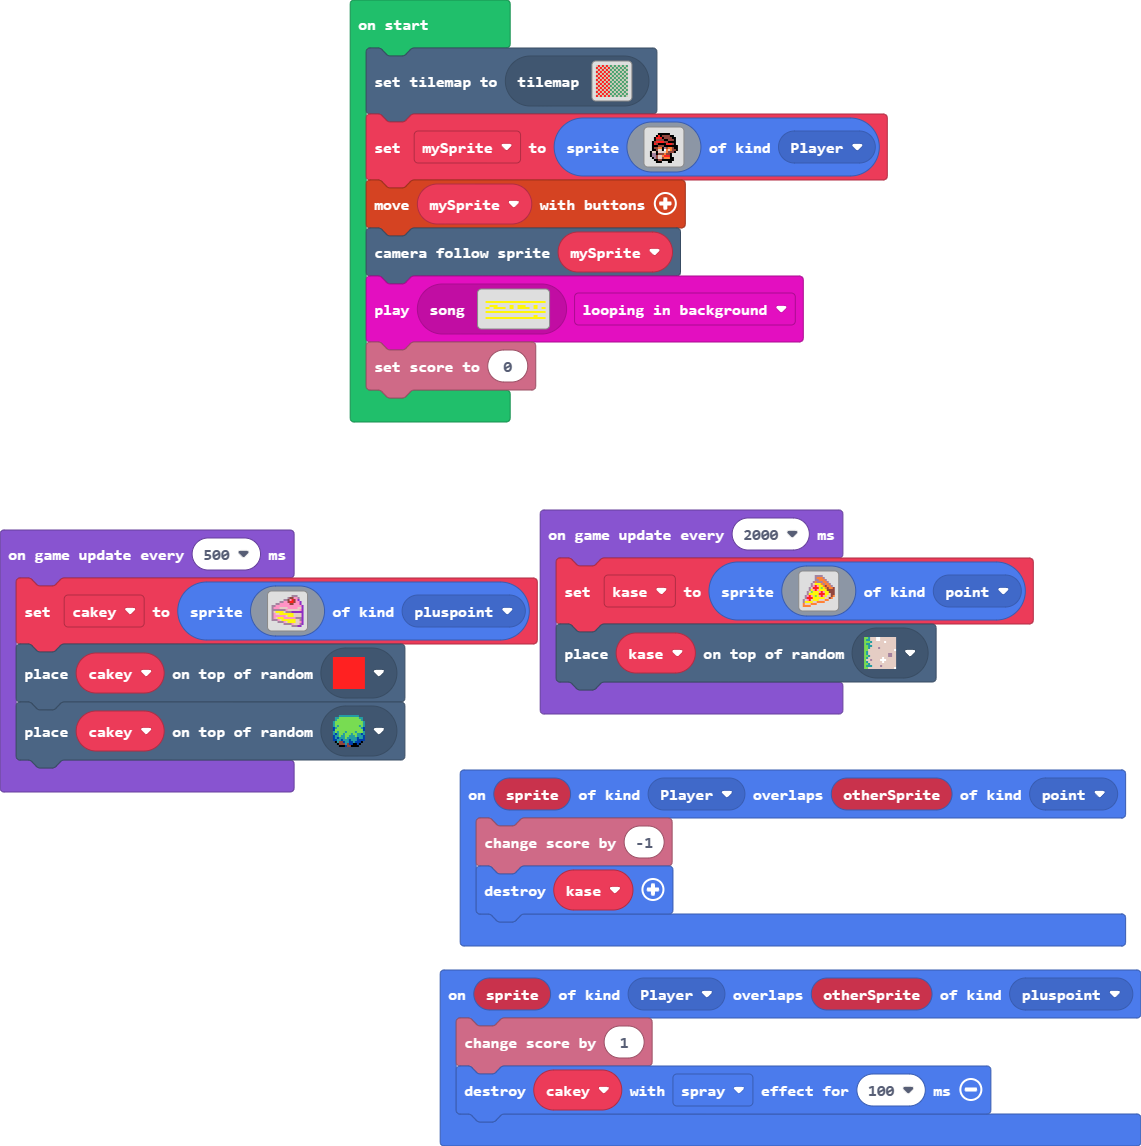 on start
set tilemap to tilemap
set mySprite to sprite of kind Player
move mySprite with buttons
camera follow sprite mySprite
play song looping in background
set score to 0
on game update every 500 ms
set cakey to sprite of kind pluspoint
place cakey on top of random
place cakey on top of random
on game update every 2000 ms
set kase to sprite of kind point
place kase on top of random
on sprite of kind Player overlaps otherSprite of kind point
change score by -1
destroy kase
on sprite of kind Player overlaps otherSprite of kind pluspoint
change score by 1
destroy cakey with spray effect for 100 ms